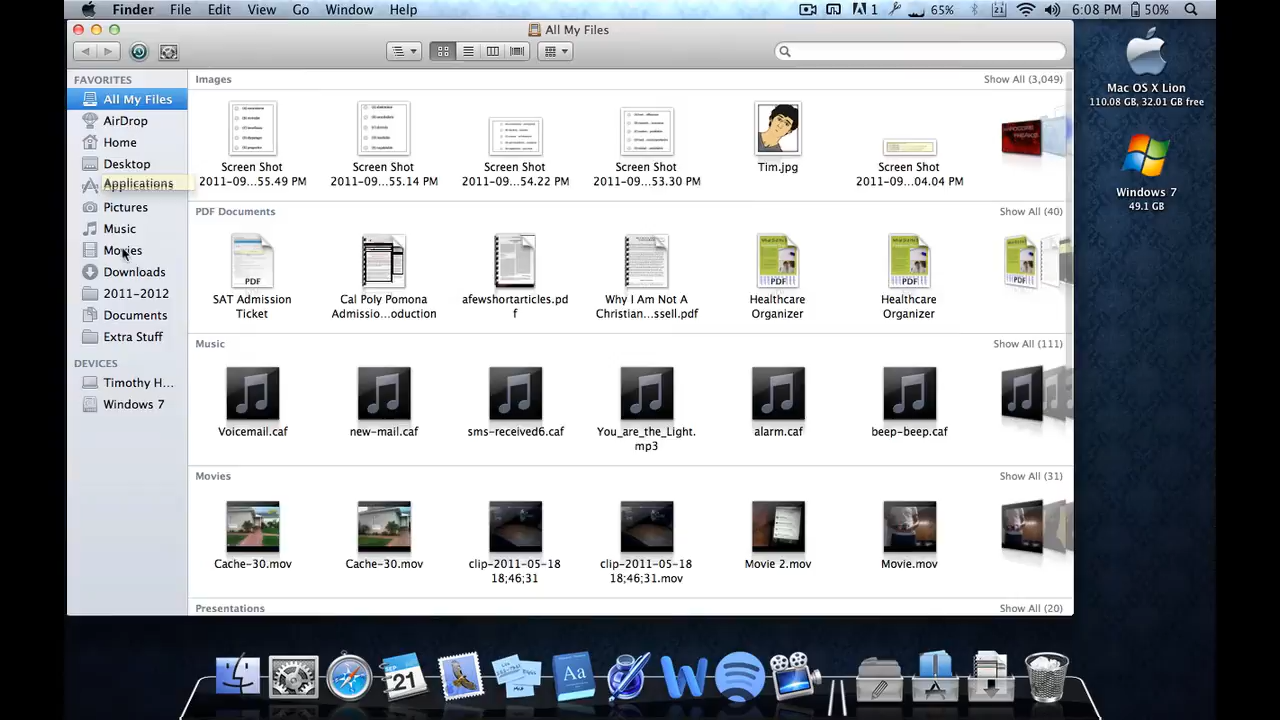 Finder File Edit View Go Window Help
1 65% 21 6:08 PM 50%
All My Files
FAVORITES
All My Files
AirDrop
Home
Desktop
Applications
Pictures
Music
Movies
Downloads
2011-2012
Documents
Extra Stuff
DEVICES
Timothy H...
Windows 7
Images Show All (3,049)
Screen Shot
2011-09...55.49 PM
Screen Shot
2011-09...55.14 PM
Screen Shot
2011-09...54.22 PM
Screen Shot
2011-09...53.30 PM
Tim.jpg
Screen Shot
2011-09...04.04 PM
PDF Documents Show All (40)
PDF
SAT Admission
Ticket
Cal Poly Pomona
Admissio...oduction
afewshortarticles.pd
f
Why I Am Not A
Christian...ssell.pdf
PDF
Healthcare
Organizer
PDF
Healthcare
Organizer
Music Show All (111)
Voicemail.caf
new-mail.caf
sms-received6.caf
You_are_the_Light.
mp3
alarm.caf
beep-beep.caf
Movies Show All (31)
Cache-30.mov
Cache-30.mov
clip-2011-05-18
18;46;31
clip-2011-05-18
18;46;31.mov
Movie 2.mov
Movie.mov
Presentations Show All (20)
Mac OS X Lion
110.08 GB, 32.01 GB free
Windows 7
49.1 GB
SEP
21
Aa
W